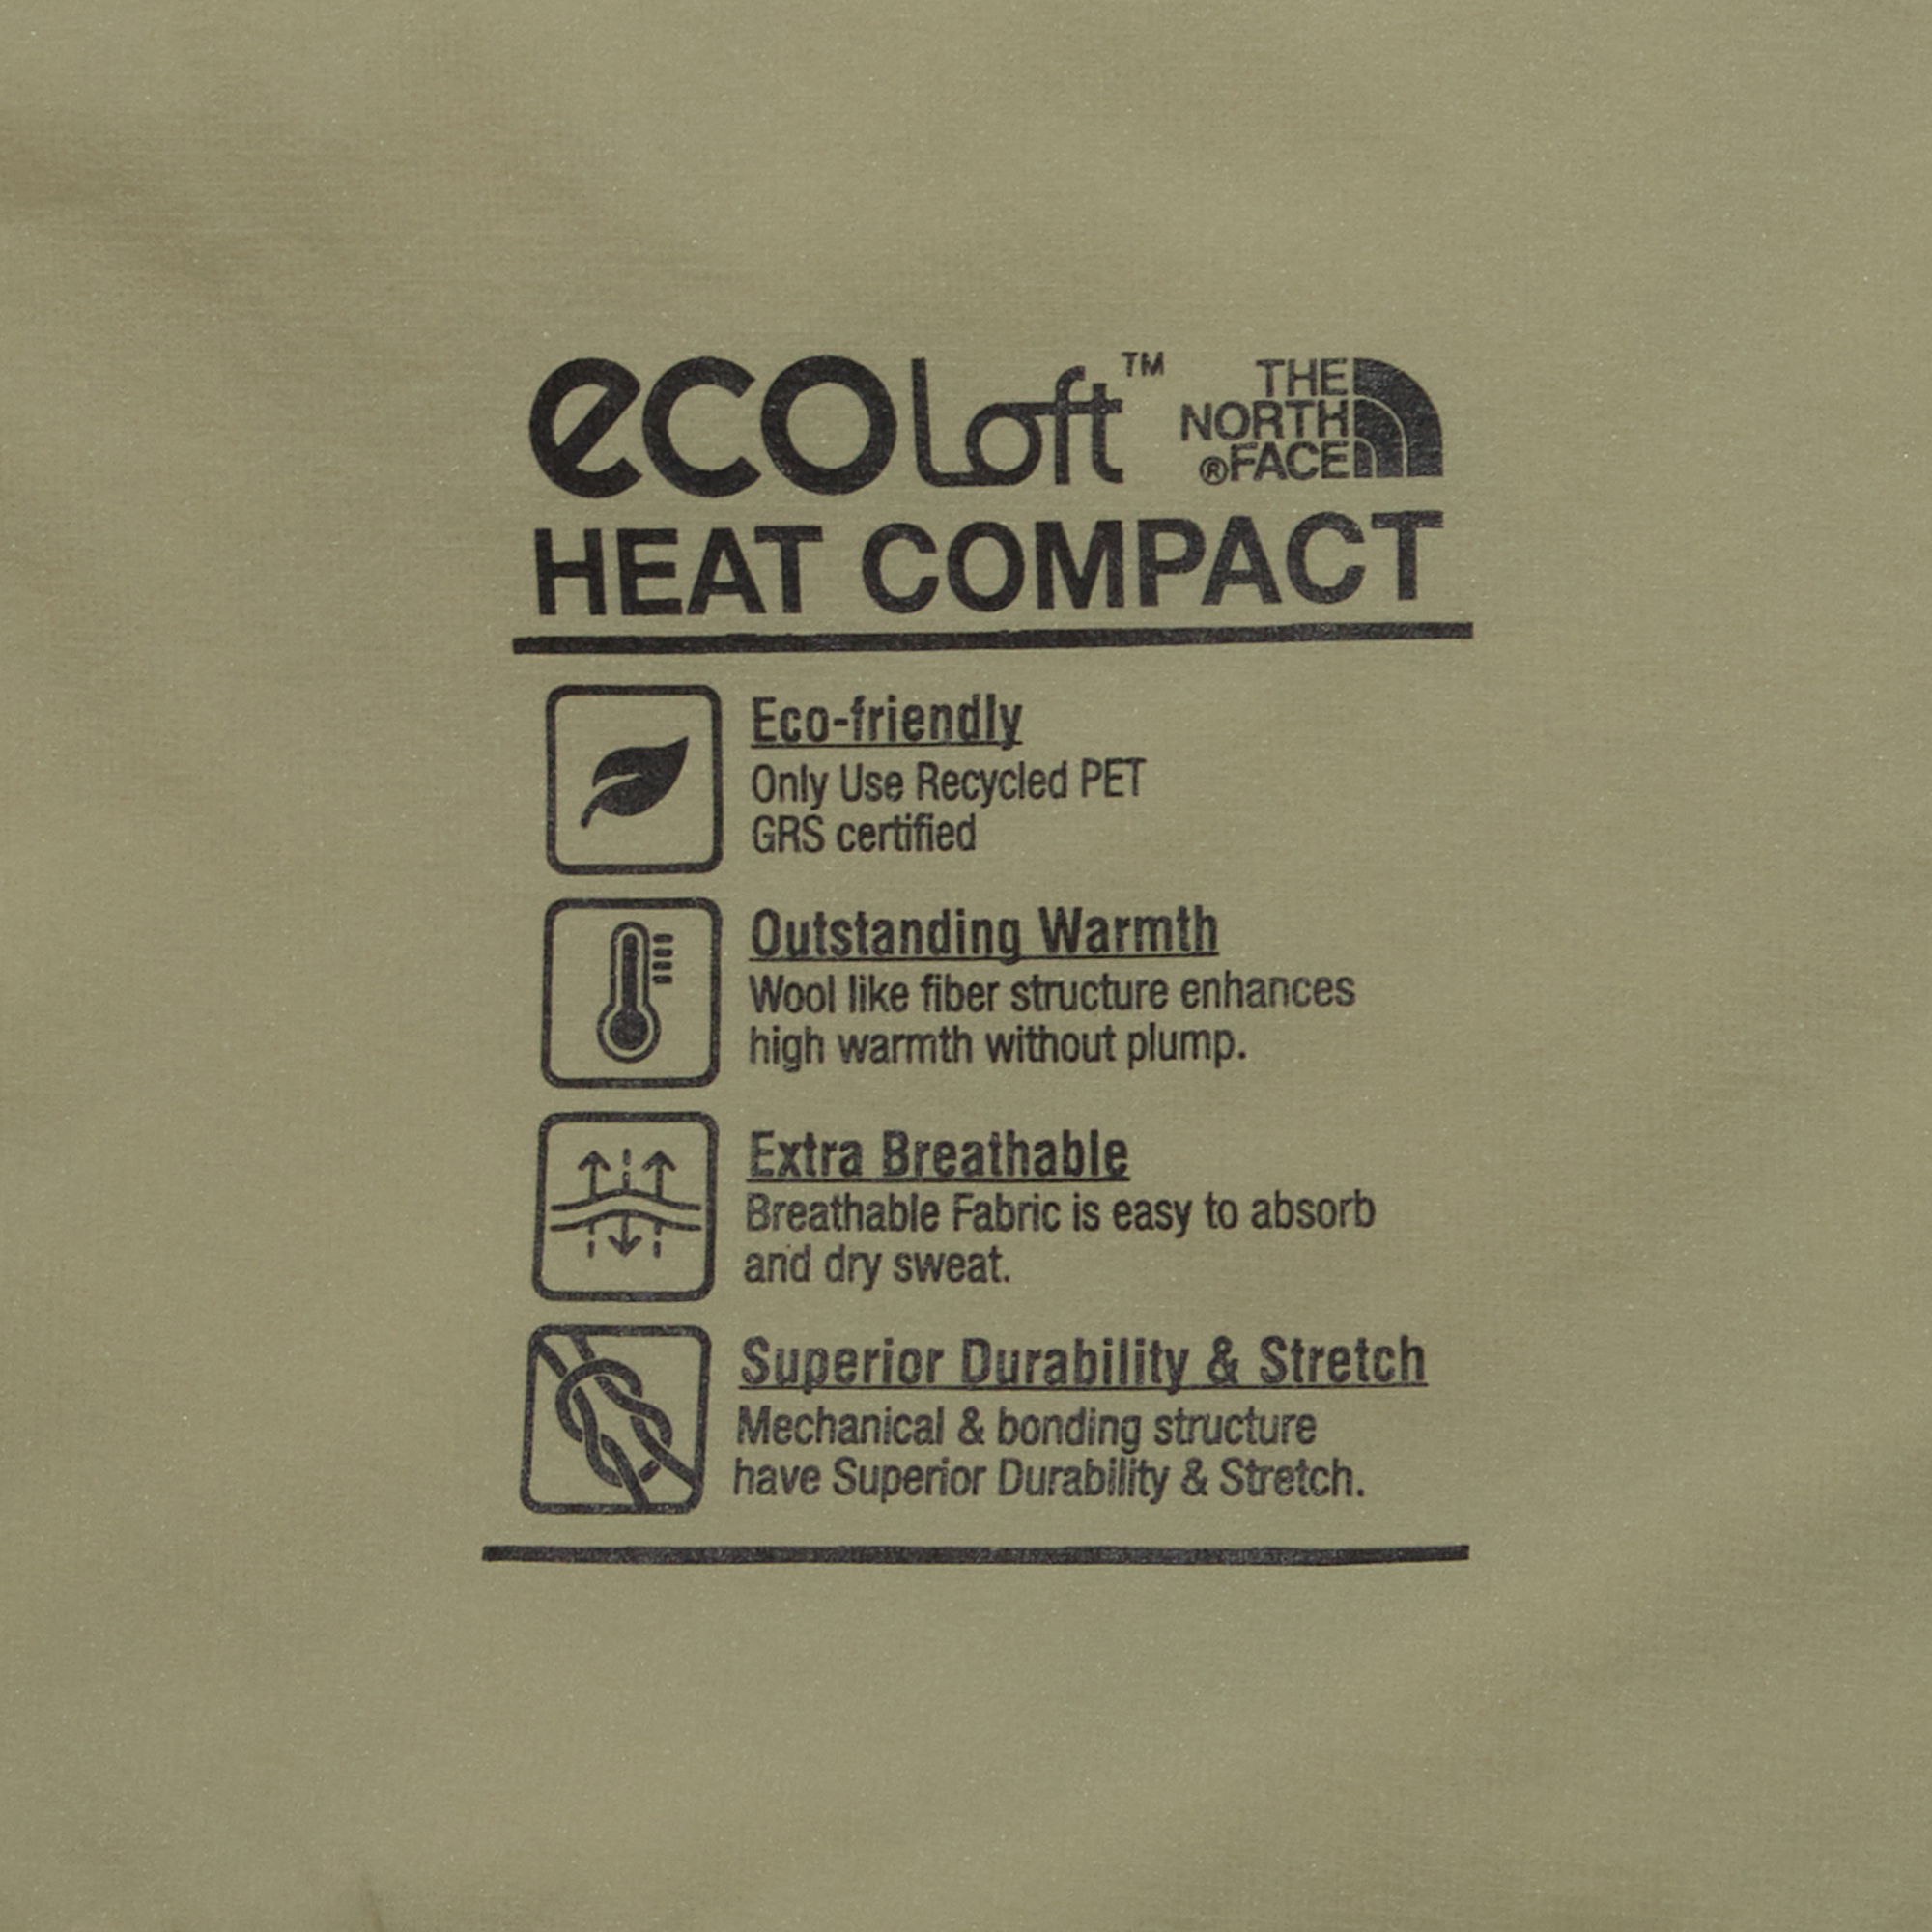 ecoLoft™
THE
NORTH
®FACE
HEAT COMPACT
Eco-friendly
Only Use Recycled PET
GRS certified
Outstanding Warmth
Wool like fiber structure enhances
high warmth without plump.
Extra Breathable
Breathable Fabric is easy to absorb
and dry sweat.
Superior Durability & Stretch
Mechanical & bonding structure
have Superior Durability & Stretch.